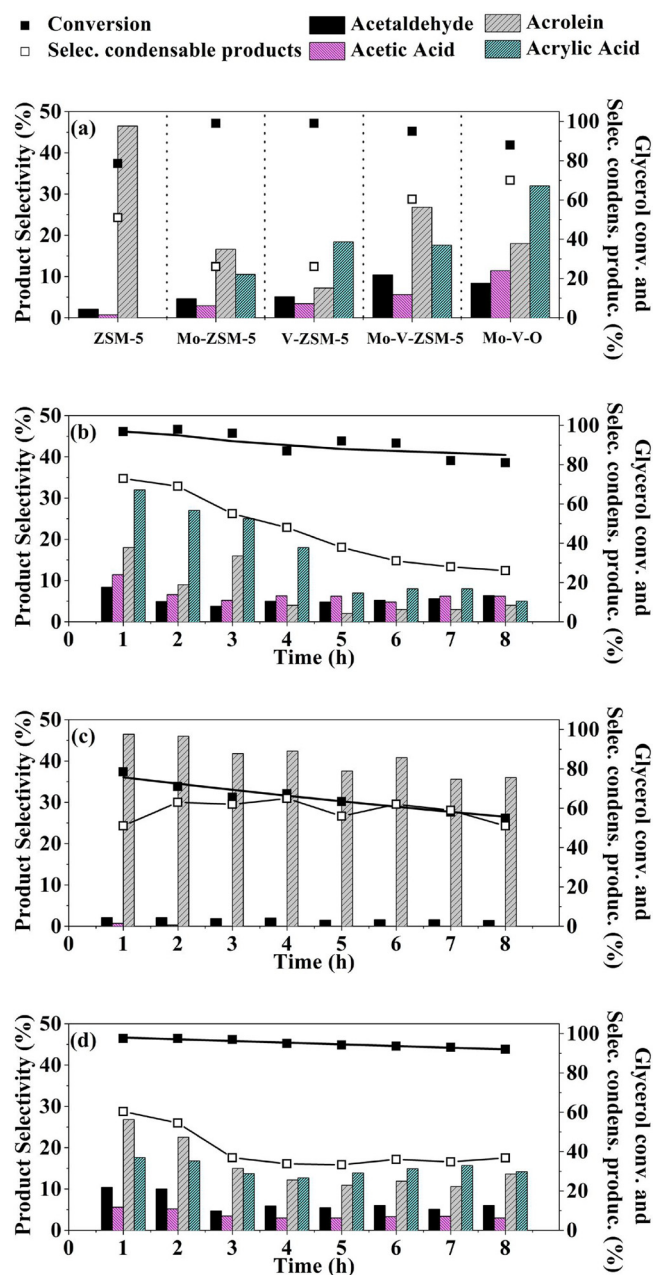 Conversion
Selec. condensable products
Acetaldehyde
Acetic Acid
Acrolein
Acrylic Acid
(a)
Product Selectivity (%)
50
40
30
20
10
0
ZSM-5
Mo-ZSM-5
V-ZSM-5
Mo-V-ZSM-5
Mo-V-O
100
80
60
40
20
0
Glycerol conv. and
Selec. condens. produc. (%)
(b)
Product Selectivity (%)
50
40
30
20
10
0
0 1 2 3 4 5 6 7 8
Time (h)
100
80
60
40
20
0
Glycerol conv. and
Selec. condens. produc. (%)
(c)
Product Selectivity (%)
50
40
30
20
10
0
0 1 2 3 4 5 6 7 8
Time (h)
100
80
60
40
20
0
Glycerol conv. and
Selec. condens. produc. (%)
(d)
Product Selectivity (%)
50
40
30
20
10
0
0 1 2 3 4 5 6 7 8
Time (h)
100
80
60
40
20
0
Glycerol conv. and
Selec. condens. produc. (%)